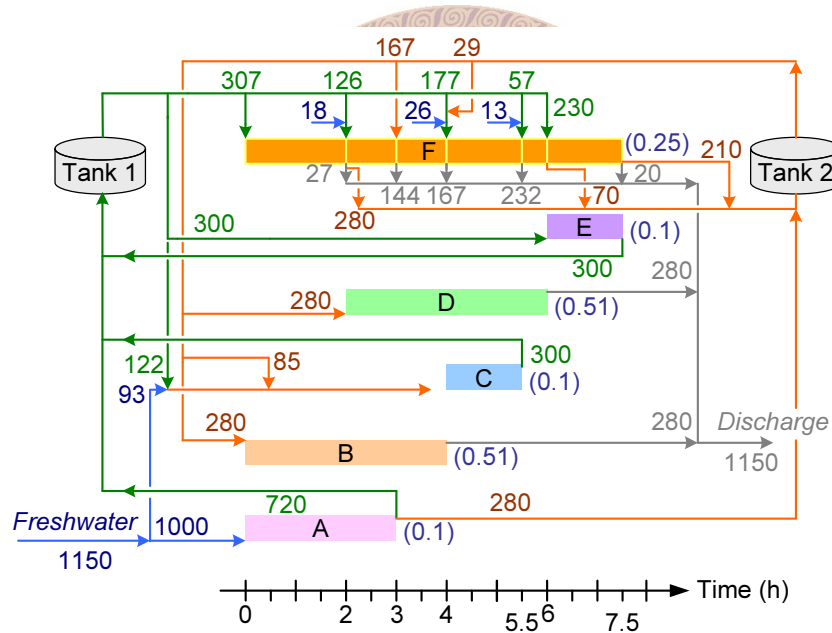 167 29
307 126 177 57
18 26 13 230
F (0.25) 210
Tank 1 Tank 2
27 144 167 232 20
70
300 280 E (0.1)
300
280
280 D (0.51)
300
122 85
93 C (0.1)
280 280 Discharge
B (0.51) 1150
720 280
Freshwater 1000 A (0.1)
1150
Time (h)
0 2 3 4 5.5 6 7.5